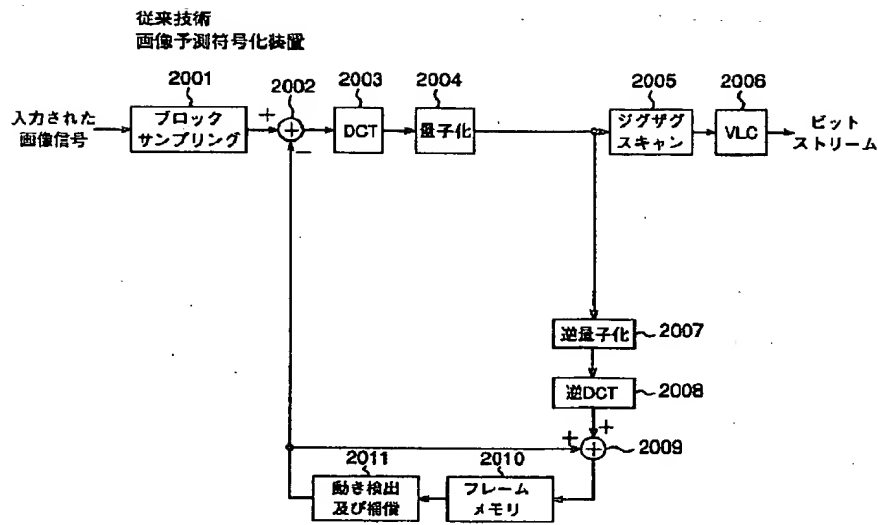 従来技術
画像予測符号化装置
2001
2002
2003
2004
2005
2006
入力された
画像信号
ブロック
サンプリング
+
+
−
DCT
量子化
ジグザグ
スキャン
VLC
ビット
ストリーム
逆量子化
2007
逆DCT
2008
+
+
+
2009
2011
2010
動き検出
及び補償
フレーム
メモリ